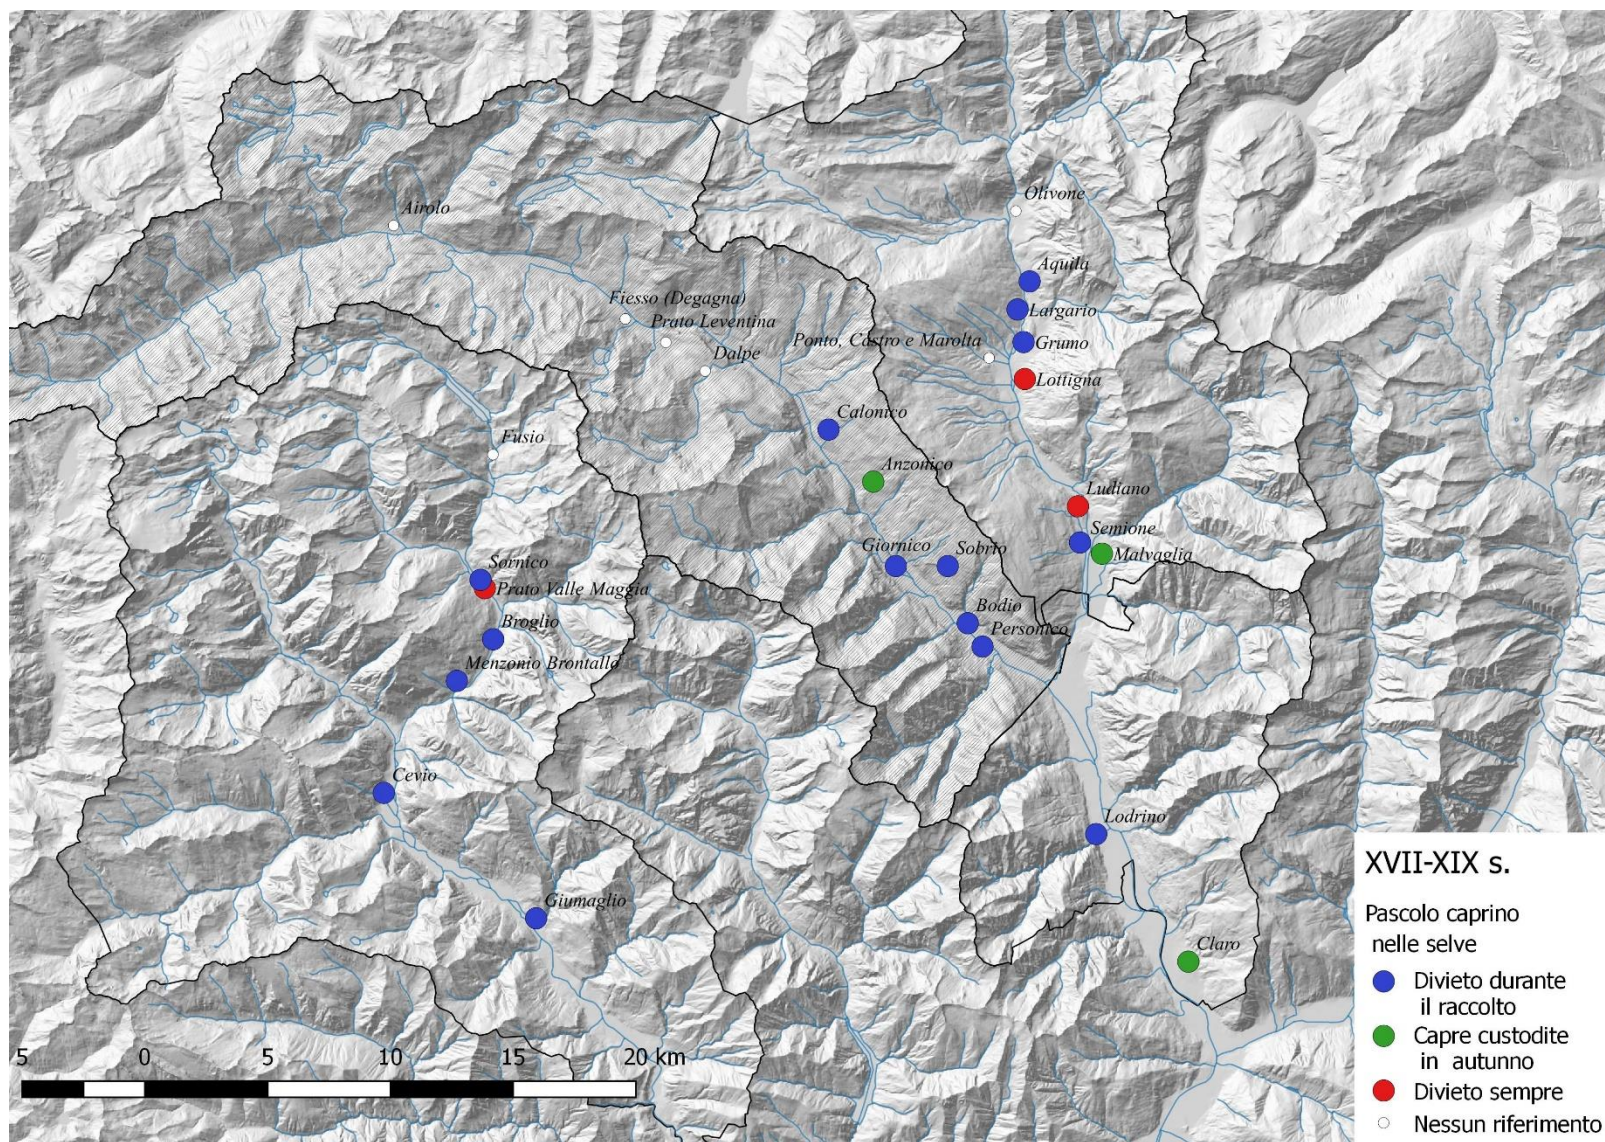 Olivone
Airolo
Aquila
Fiesso (Degagna)
Largario
Prato Leventina
Ponto, Castro e Marolta
Grumo
Dalpe
Lottigna
Calonico
Fusio
Anzonico
Ludiano
Semione
Giornico
Sobrio
Malvaglia
Sornico
Prato Valle Maggia
Bodio
Broglio
Personico
Menzonio Brontallo
Cevio
Lodrino
Giumaglio
Claro
5 0 5 10 15 20 km
XVII-XIX s.
Pascolo caprino
nelle selve
Divieto durante
il raccolto
Capre custodite
in autunno
Divieto sempre
Nessun riferimento